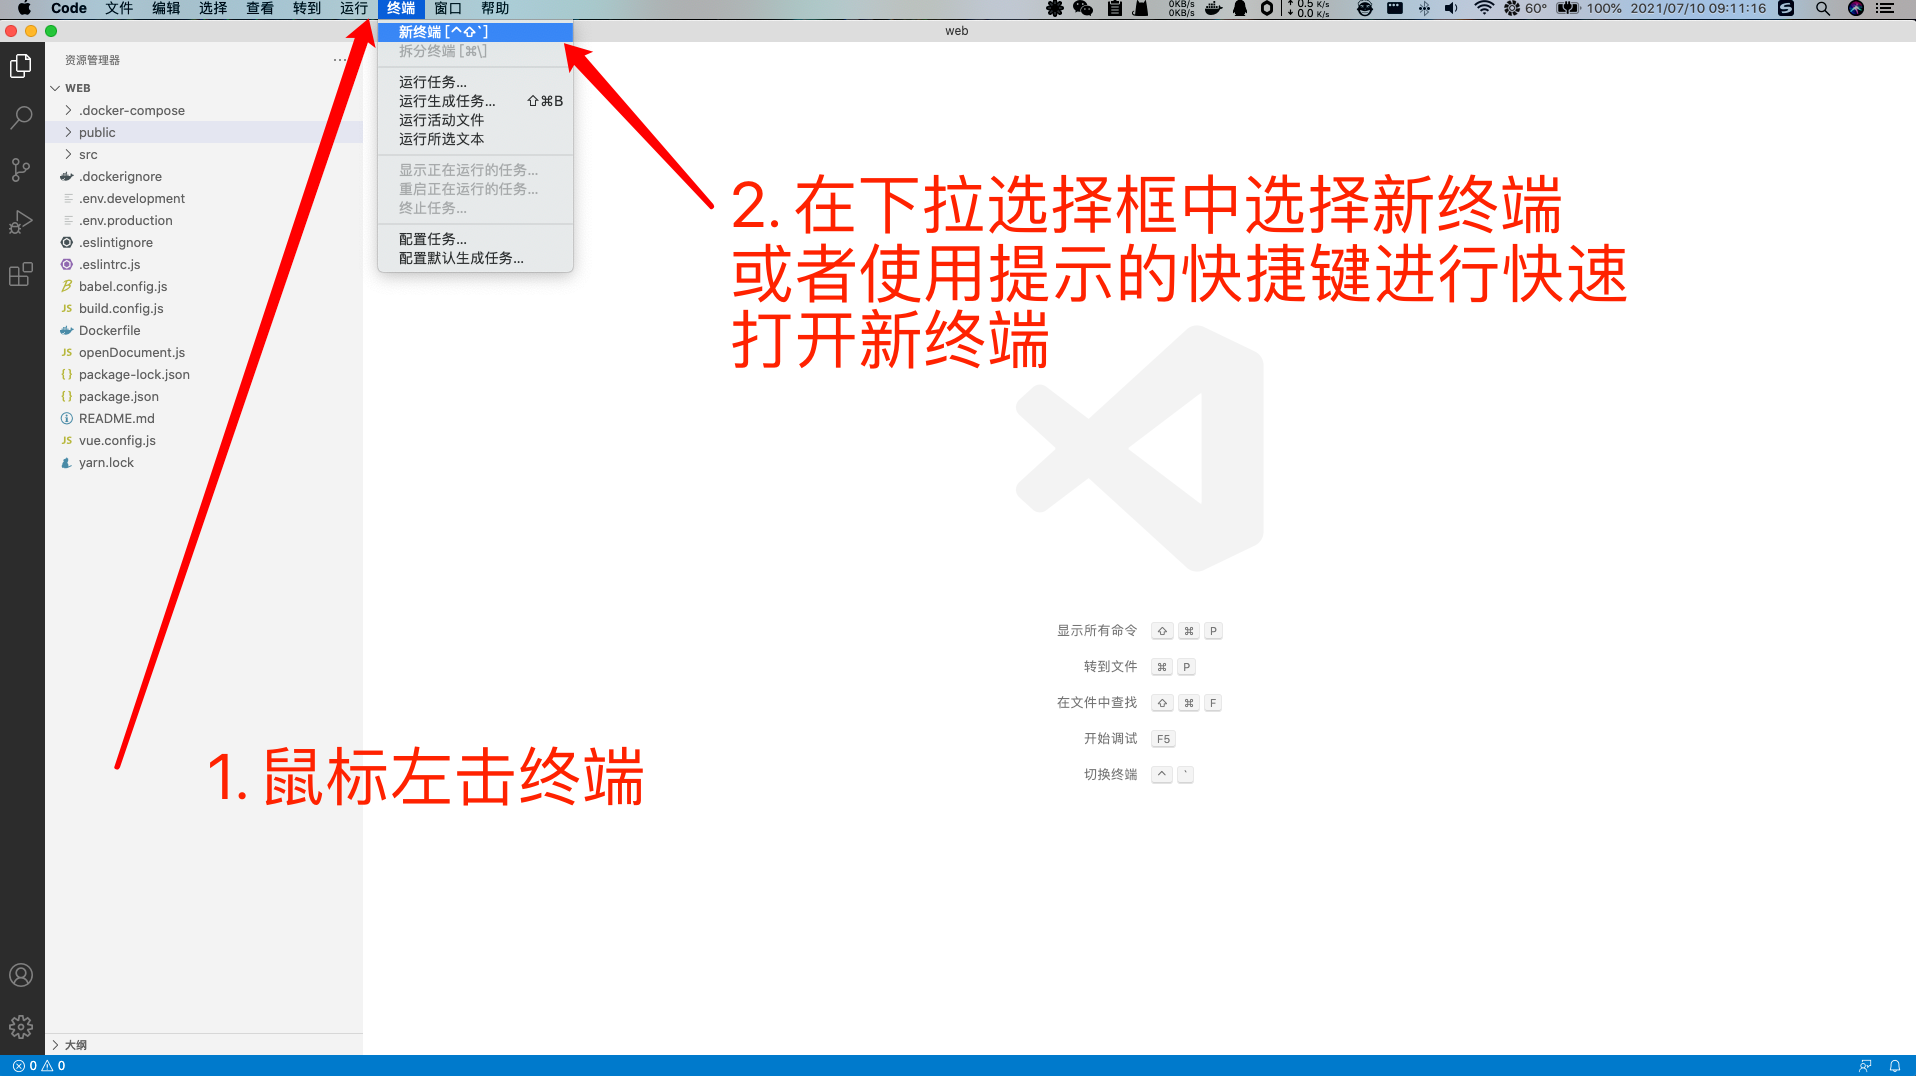 Code 文件 编辑 选择 查看 转到 运行 终端 窗口 帮助
0KB/s
0KB/s
0.5 K/s
0.0 K/s
60° 100% 2021/07/10 09:11:16
web
新终端 [^⇧`]
拆分终端 [⌘\]
运行任务...
运行生成任务... ⇧⌘B
运行活动文件
运行所选文本
显示正在运行的任务...
重启正在运行的任务...
终止任务...
配置任务...
配置默认生成任务...
资源管理器
WEB
.docker-compose
public
src
.dockerignore
.env.development
.env.production
.eslintignore
.eslintrc.js
babel.config.js
JS build.config.js
Dockerfile
JS openDocument.js
{} package-lock.json
{} package.json
README.md
JS vue.config.js
yarn.lock
2. 在下拉选择框中选择新终端
或者使用提示的快捷键进行快速
打开新终端
1. 鼠标左击终端
显示所有命令 ⇧ ⌘ P
转到文件 ⌘ P
在文件中查找 ⇧ ⌘ F
开始调试 F5
切换终端 ^ `
大纲
0 0